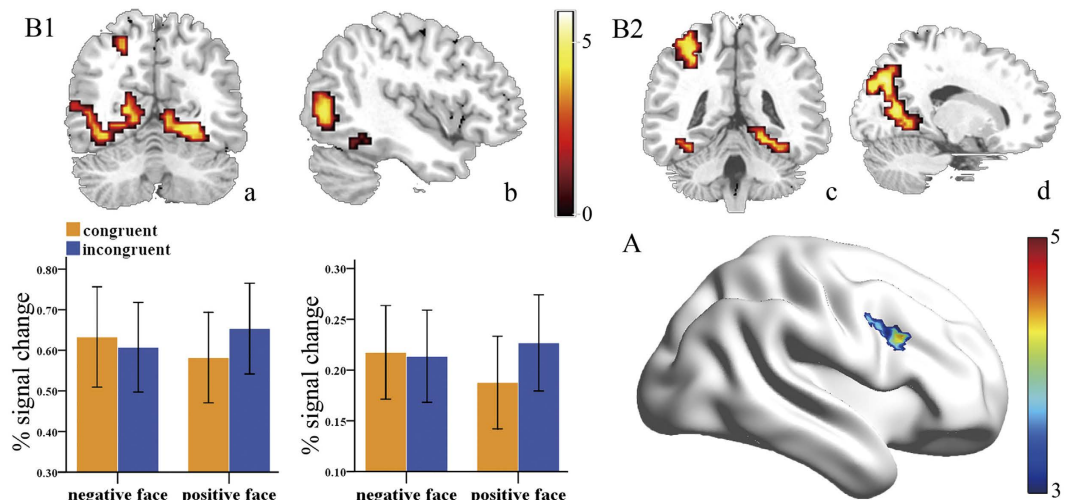 B1
a
b
5
0
B2
c
d
congruent
incongruent
% signal change
0.80
0.70
0.60
0.50
0.40
0.30
negative face
positive face
% signal change
0.30
0.25
0.20
0.15
0.10
negative face
positive face
A
5
3